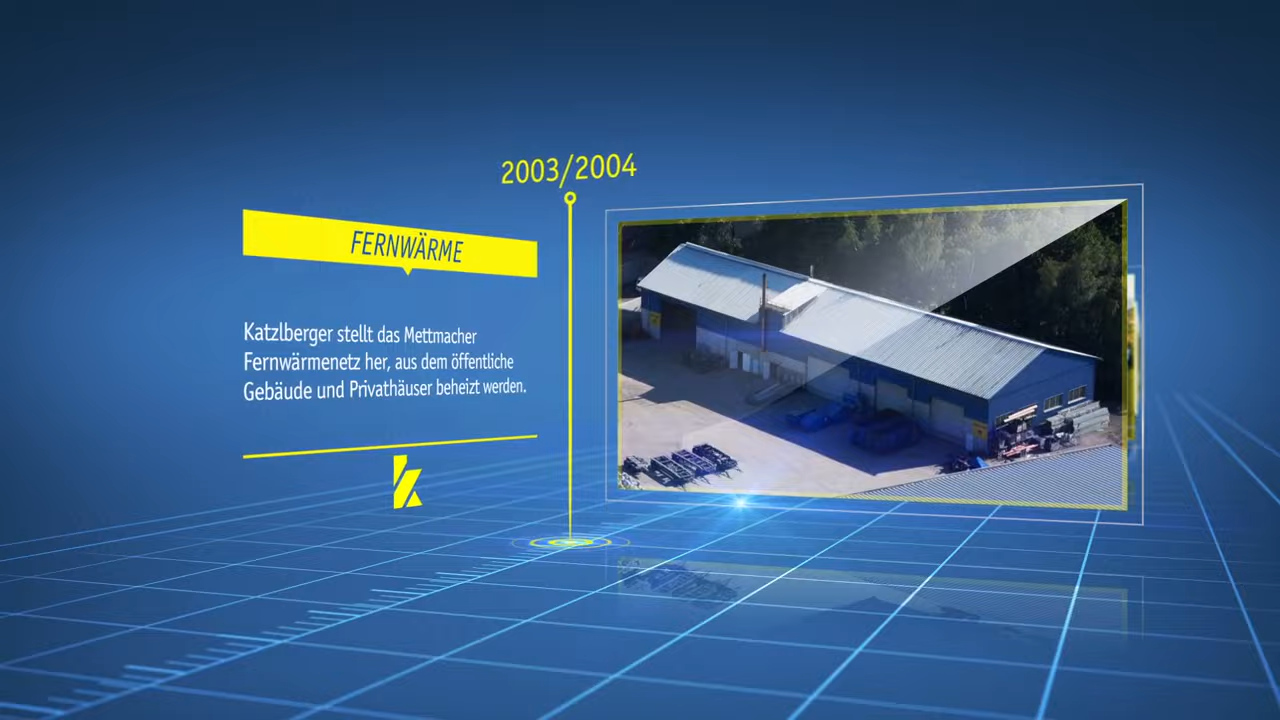 2003/2004
FERNWÄRME
Katzlberger stellt das Mettmacher
Fernwärmenetz her, aus dem öffentliche
Gebäude und Privathäuser beheizt werden.